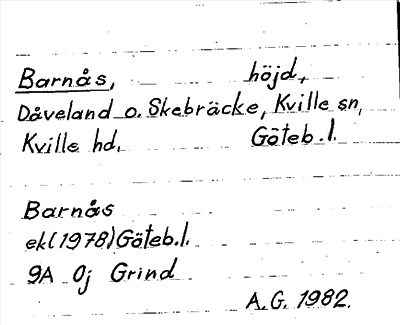 Barnås, höjd,
Dåveland o. Skebräcke, Kville sn,
Kville hd. Göteb. l.
Barnås
ek (1978) Göteb. l.
9A 0j Grind
A. G. 1982.